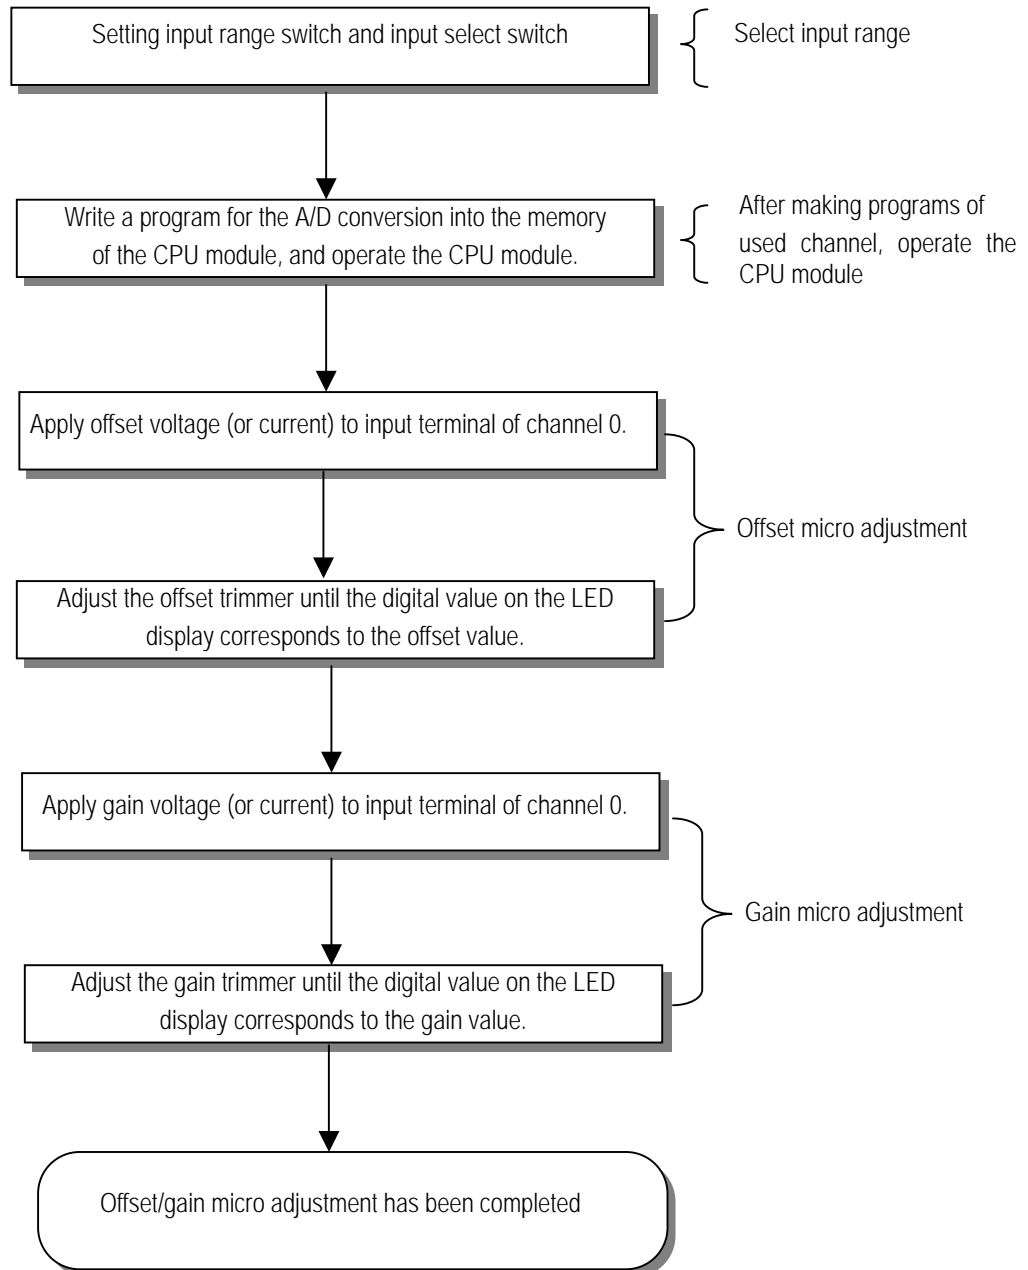 Setting input range switch and input select switch
Select input range
Write a program for the A/D conversion into the memory
of the CPU module, and operate the CPU module.
After making programs of
used channel, operate the
CPU module
Apply offset voltage (or current) to input terminal of channel 0.
Offset micro adjustment
Adjust the offset trimmer until the digital value on the LED
display corresponds to the offset value.
Apply gain voltage (or current) to input terminal of channel 0.
Gain micro adjustment
Adjust the gain trimmer until the digital value on the LED
display corresponds to the gain value.
Offset/gain micro adjustment has been completed